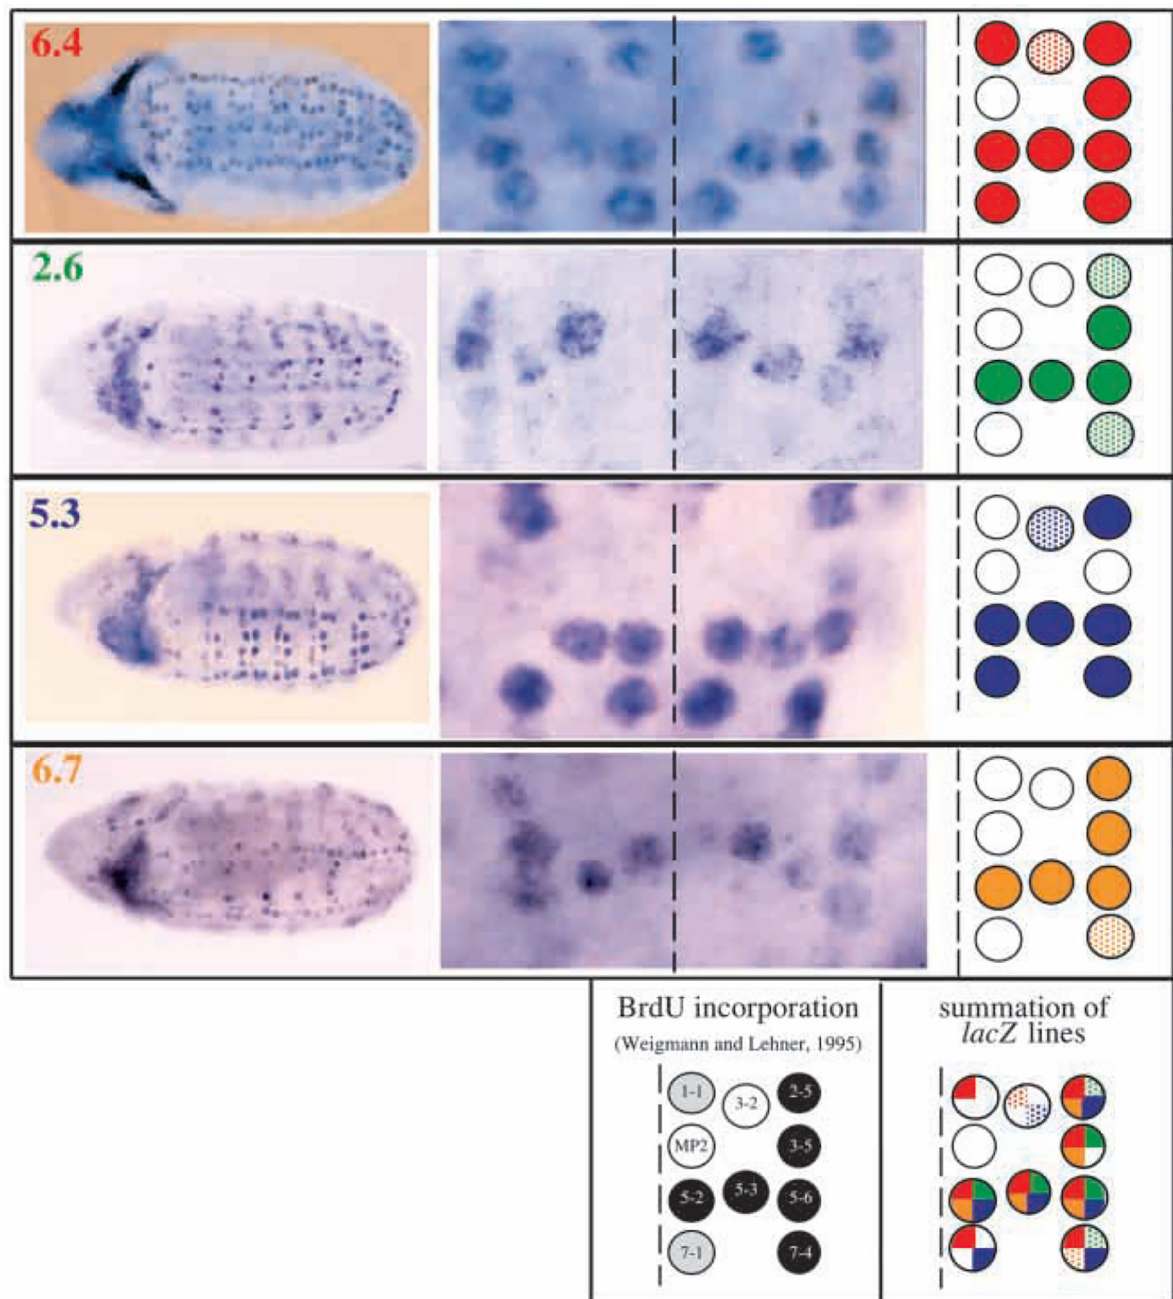 6.4
2.6
5.3
6.7
BrdU incorporation
(Weigmann and Lehner, 1995)
1-1 3-2 2-5
MP2 3-5
5-2 5-3 5-6
7-1 7-4
summation of
lacZ lines